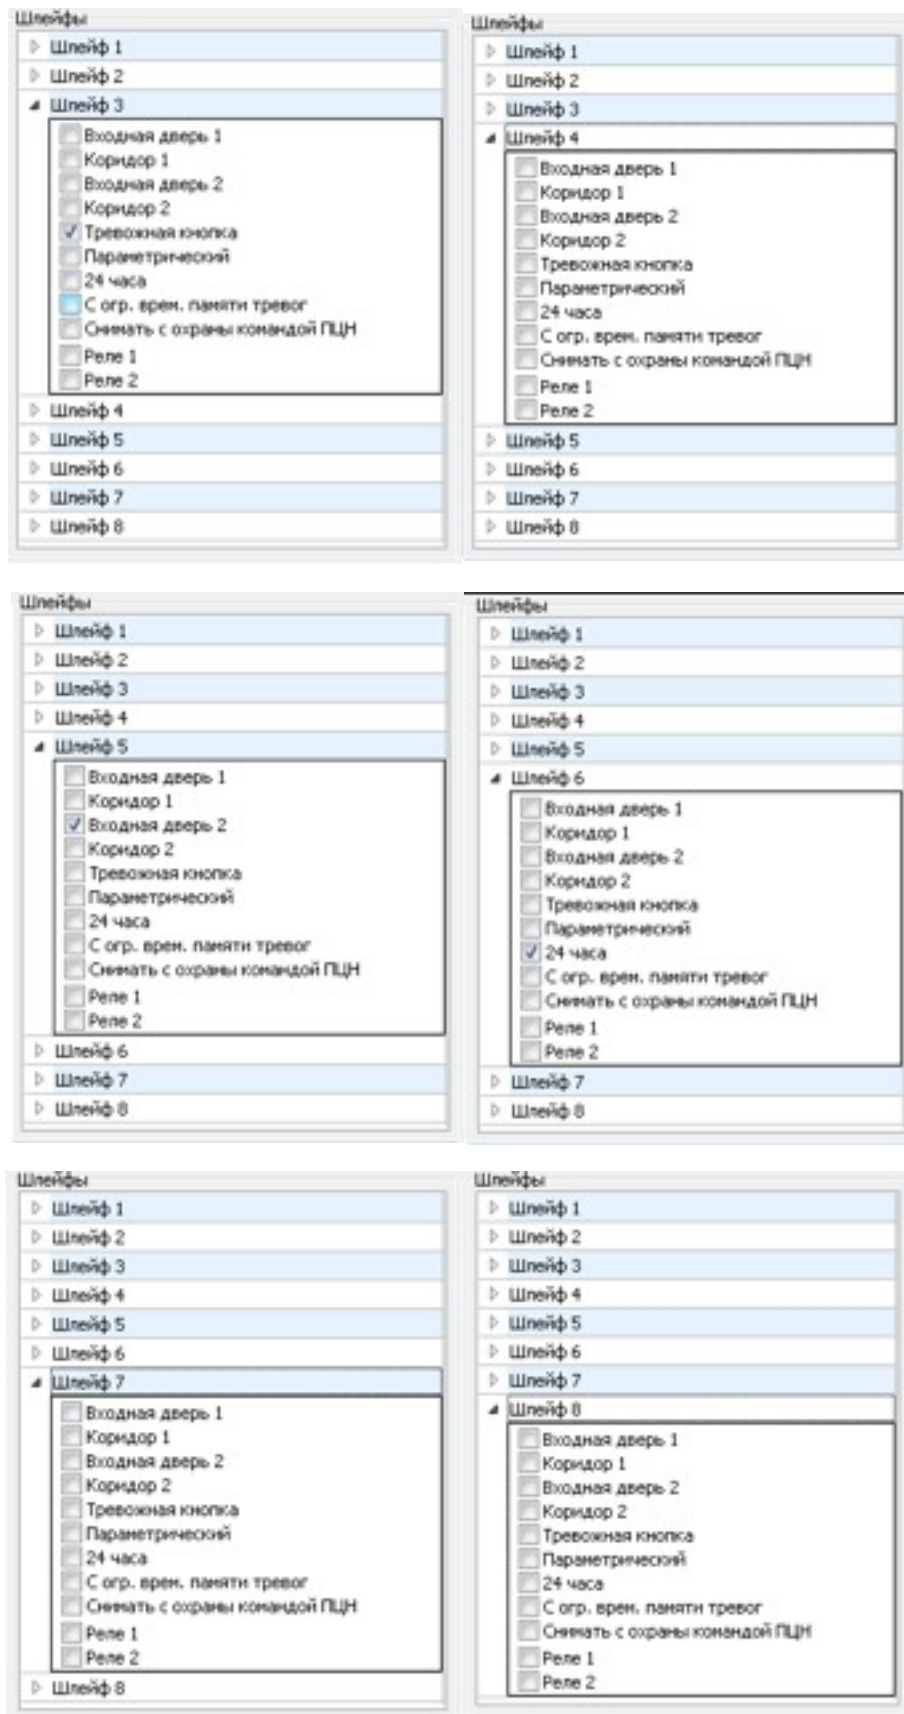 Шлейфы
Шлейф 1
Шлейф 2
Шлейф 3
Входная дверь 1
Коридор 1
Входная дверь 2
Коридор 2
Тревожная кнопка
Параметрический
24 часа
С огр. врем. памяти тревог
Снимать с охраны командой ПЦН
Реле 1
Реле 2
Шлейф 4
Шлейф 5
Шлейф 6
Шлейф 7
Шлейф 8
Шлейфы
Шлейф 1
Шлейф 2
Шлейф 3
Шлейф 4
Входная дверь 1
Коридор 1
Входная дверь 2
Коридор 2
Тревожная кнопка
Параметрический
24 часа
С огр. врем. памяти тревог
Снимать с охраны командой ПЦН
Реле 1
Реле 2
Шлейф 5
Шлейф 6
Шлейф 7
Шлейф 8
Шлейфы
Шлейф 1
Шлейф 2
Шлейф 3
Шлейф 4
Шлейф 5
Входная дверь 1
Коридор 1
Входная дверь 2
Коридор 2
Тревожная кнопка
Параметрический
24 часа
С огр. врем. памяти тревог
Снимать с охраны командой ПЦН
Реле 1
Реле 2
Шлейф 6
Шлейф 7
Шлейф 8
Шлейфы
Шлейф 1
Шлейф 2
Шлейф 3
Шлейф 4
Шлейф 5
Шлейф 6
Входная дверь 1
Коридор 1
Входная дверь 2
Коридор 2
Тревожная кнопка
Параметрический
24 часа
С огр. врем. памяти тревог
Снимать с охраны командой ПЦН
Реле 1
Реле 2
Шлейф 7
Шлейф 8
Шлейфы
Шлейф 1
Шлейф 2
Шлейф 3
Шлейф 4
Шлейф 5
Шлейф 6
Шлейф 7
Входная дверь 1
Коридор 1
Входная дверь 2
Коридор 2
Тревожная кнопка
Параметрический
24 часа
С огр. врем. памяти тревог
Снимать с охраны командой ПЦН
Реле 1
Реле 2
Шлейф 8
Шлейфы
Шлейф 1
Шлейф 2
Шлейф 3
Шлейф 4
Шлейф 5
Шлейф 6
Шлейф 7
Шлейф 8
Входная дверь 1
Коридор 1
Входная дверь 2
Коридор 2
Тревожная кнопка
Параметрический
24 часа
С огр. врем. памяти тревог
Снимать с охраны командой ПЦН
Реле 1
Реле 2